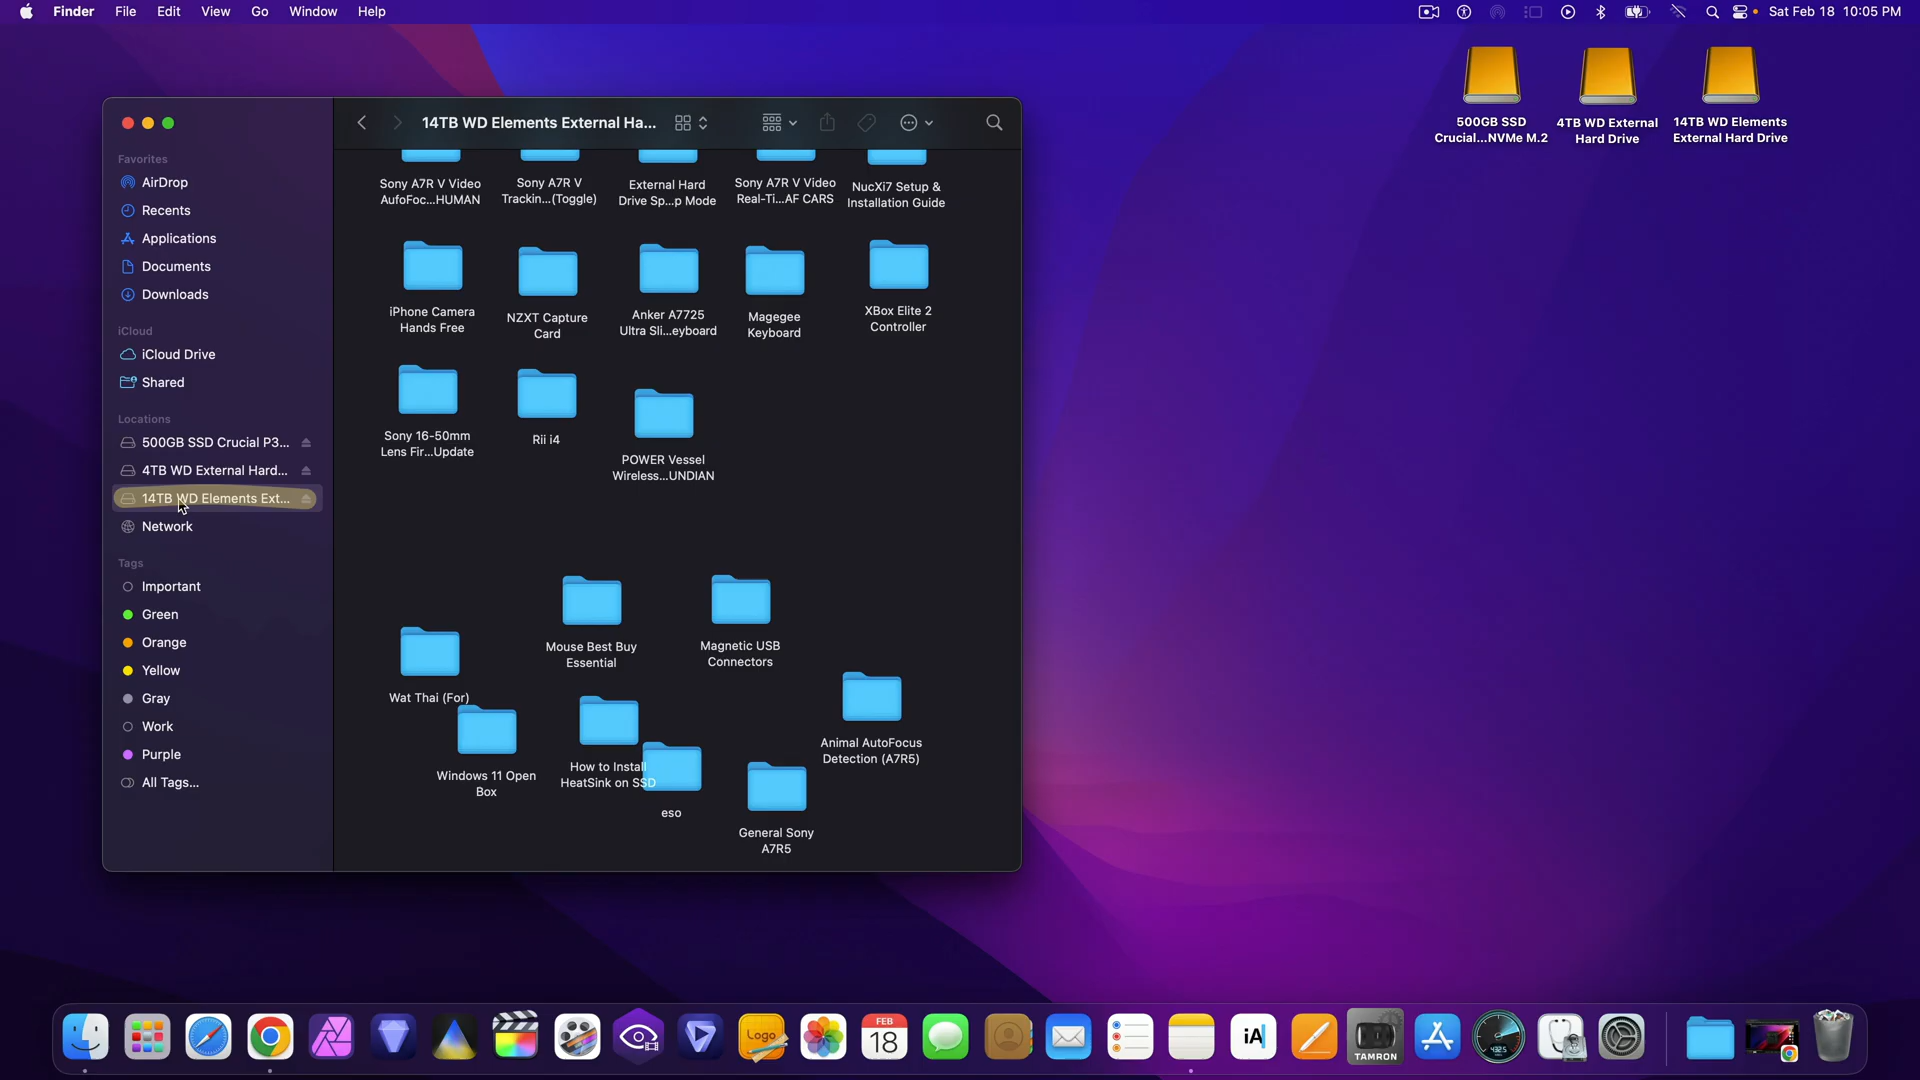 Finder File Edit View Go Window Help
Sat Feb 18 10:05 PM
500GB SSD
Crucial...NVMe M.2
4TB WD External
Hard Drive
14TB WD Elements
External Hard Drive
14TB WD Elements External Ha...
Favorites
AirDrop
Recents
Applications
Documents
Downloads
iCloud
iCloud Drive
Shared
Locations
500GB SSD Crucial P3...
4TB WD External Hard...
14TB WD Elements Ext...
Network
Tags
Important
Green
Orange
Yellow
Gray
Work
Purple
All Tags...
Sony A7R V Video
AufoFoc...HUMAN
Sony A7R V
Trackin...(Toggle)
External Hard
Drive Sp...p Mode
Sony A7R V Video
Real-Ti...AF CARS
NucXi7 Setup &
Installation Guide
iPhone Camera
Hands Free
NZXT Capture
Card
Anker A7725
Ultra Sli...eyboard
Magegee
Keyboard
XBox Elite 2
Controller
Sony 16-50mm
Lens Fir...Update
Rii i4
POWER Vessel
Wireless...UNDIAN
Mouse Best Buy
Essential
Magnetic USB
Connectors
Wat Thai (For)
Windows 11 Open
Box
How to Install
HeatSink on SSD
eso
Animal AutoFocus
Detection (A7R5)
General Sony
A7R5
Logo
FEB
18
iA
TAMRON